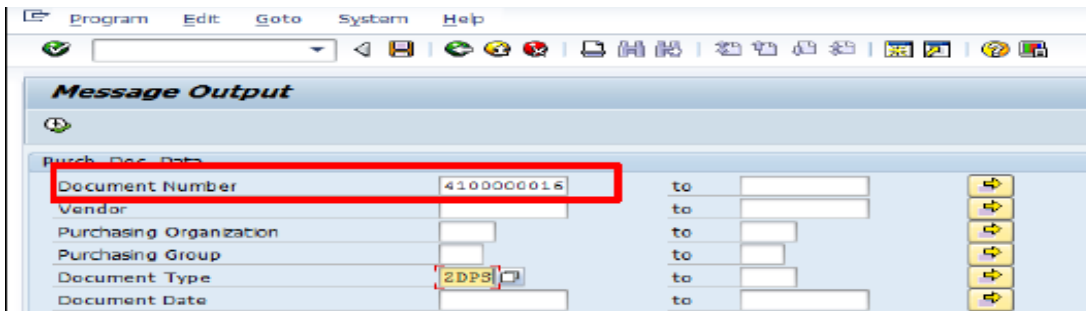 Program Edit Goto System Help
Message Output
Purch. Doc. Data
Document Number 4100000016 to
Vendor to
Purchasing Organization to
Purchasing Group to
Document Type ZDPS to
Document Date to